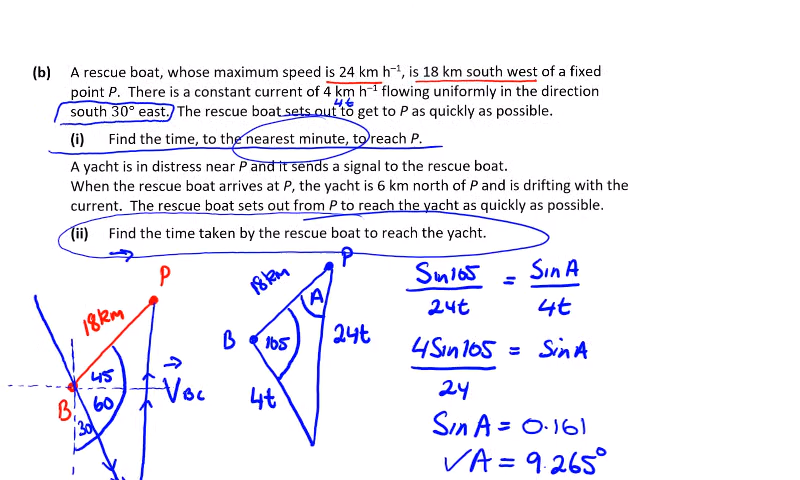 (b) A rescue boat, whose maximum speed is 24 km h⁻¹, is 18 km south west of a fixed
point P. There is a constant current of 4 km h⁻¹ flowing uniformly in the direction
4t
south 30° east. The rescue boat sets out to get to P as quickly as possible.
(i) Find the time, to the nearest minute, to reach P.
A yacht is in distress near P and it sends a signal to the rescue boat.
When the rescue boat arrives at P, the yacht is 6 km north of P and is drifting with the
current. The rescue boat sets out from P to reach the yacht as quickly as possible.
(ii) Find the time taken by the rescue boat to reach the yacht.
P
18km
45
60
30
B
V BC
P
18km
A
B
105
24t
4t
Sin105 / 24t = Sin A / 4t
4Sin105 / 24 = Sin A
Sin A = 0.161
√A = 9.265°